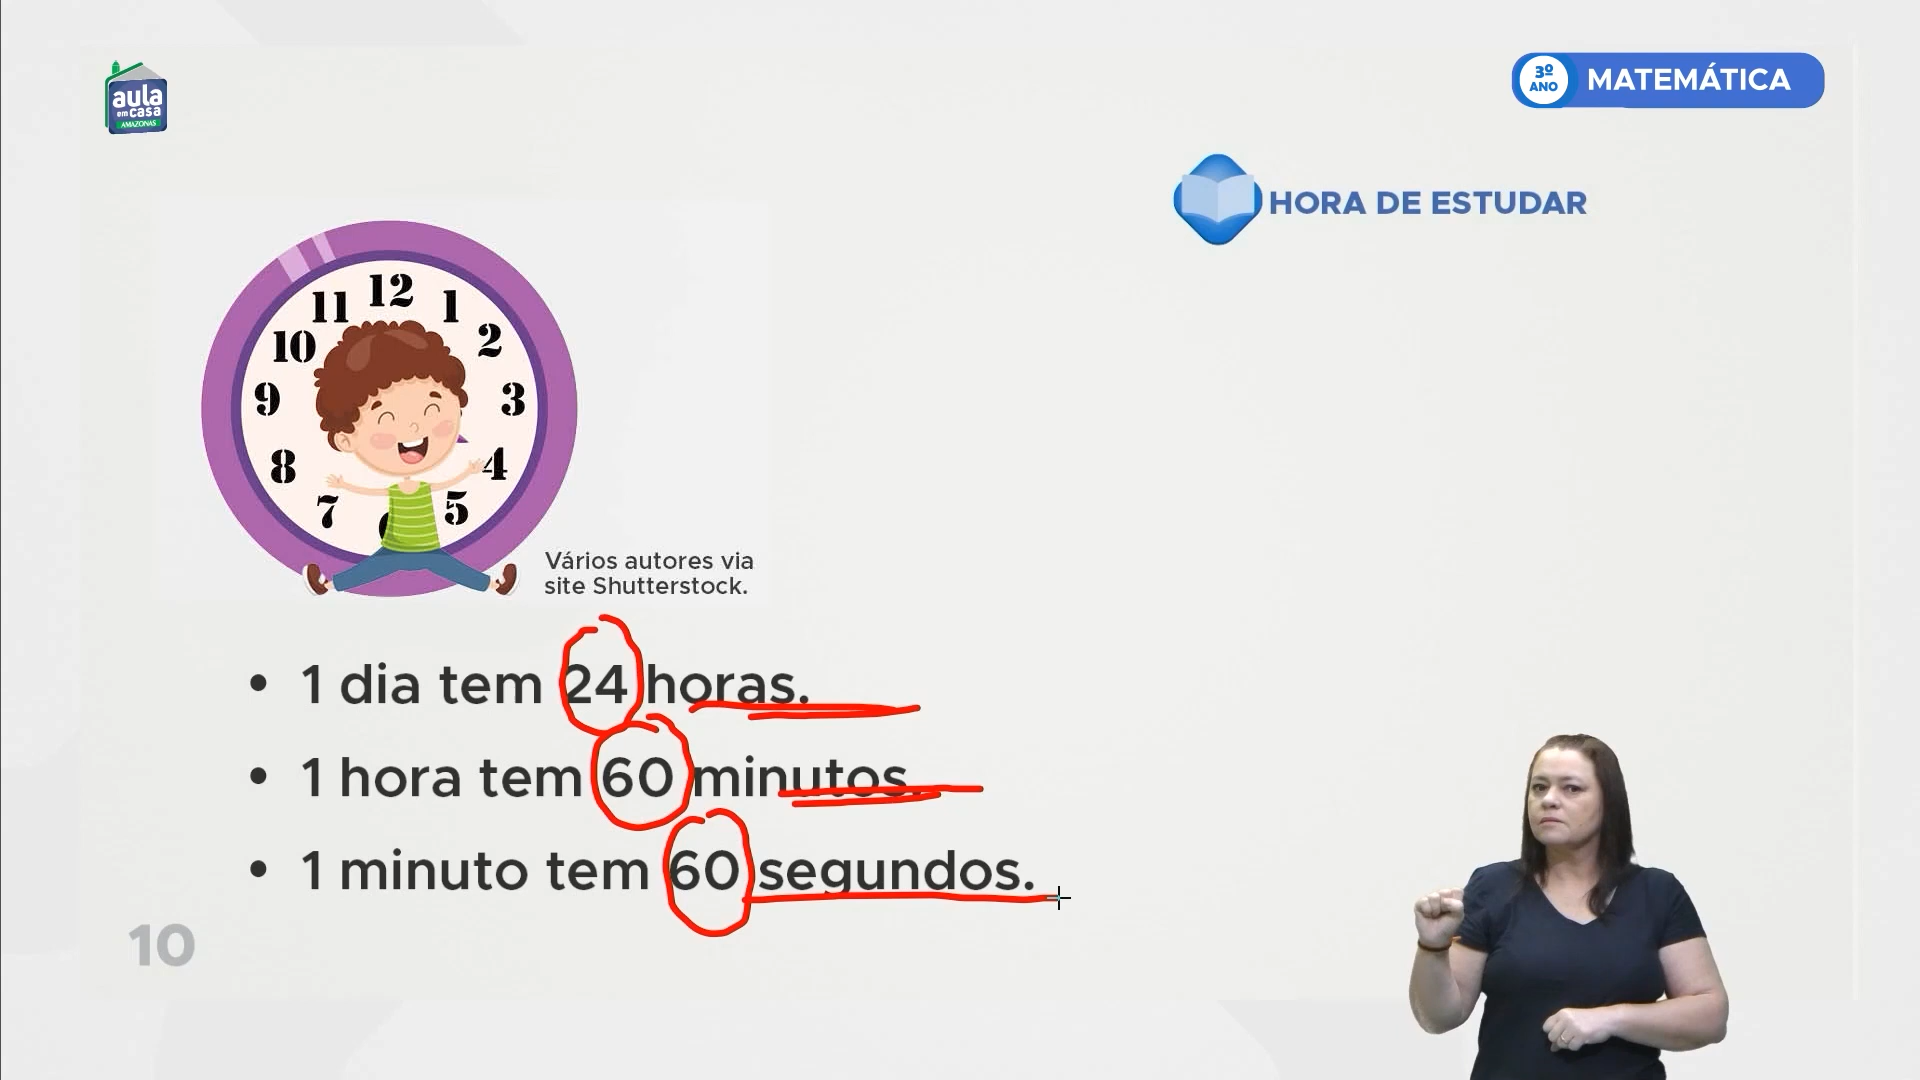 aula
em casa
AMAZONAS
3º
ANO
MATEMÁTICA
HORA DE ESTUDAR
12
11
1
10
2
9
3
8
4
7
5
Vários autores via
site Shutterstock.
• 1 dia tem 24 horas.
• 1 hora tem 60 minutos.
• 1 minuto tem 60 segundos.
10